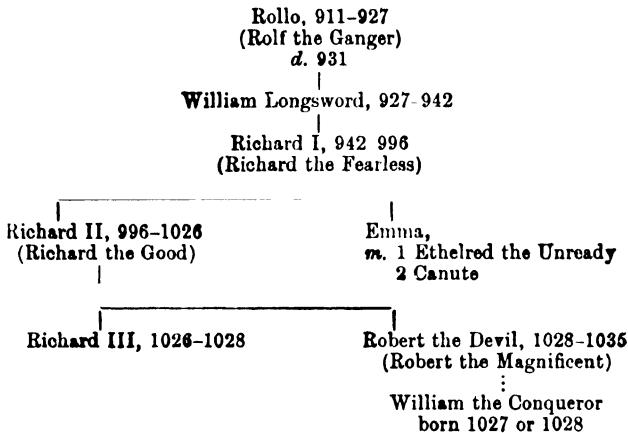 Rollo, 911–927
(Rolf the Ganger)
d. 931
William Longsword, 927–942
Richard I, 942 996
(Richard the Fearless)
Richard II, 996–1026
(Richard the Good)
Emma,
m. 1 Ethelred the Unready
2 Canute
Richard III, 1026–1028
Robert the Devil, 1028–1035
(Robert the Magnificent)
William the Conqueror
born 1027 or 1028